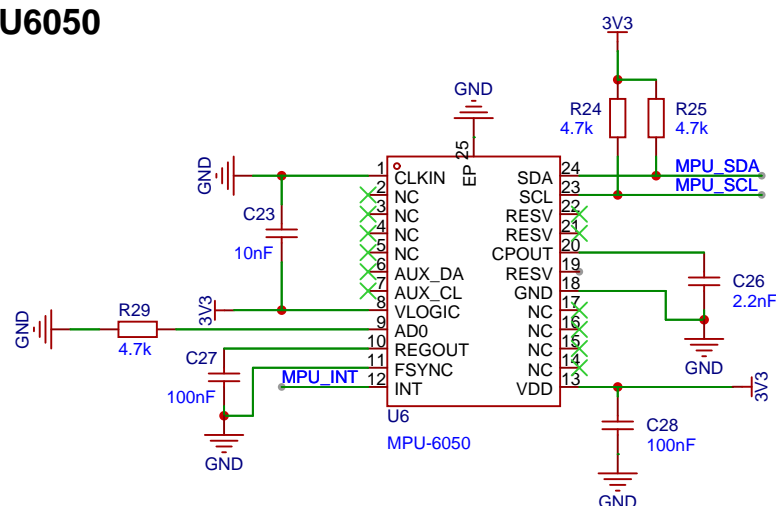 U6050
3V3
GND
R24
4.7k
R25
4.7k
25
EP
GND
1
CLKIN
2
NC
3
NC
4
NC
5
NC
6
AUX_DA
7
AUX_CL
8
VLOGIC
9
AD0
10
REGOUT
11
FSYNC
12
INT
24
SDA
23
SCL
22
RESV
21
RESV
20
CPOUT
19
RESV
18
GND
17
NC
16
NC
15
NC
14
NC
13
VDD
MPU_SDA
MPU_SCL
C23
10nF
3V3
C26
2.2nF
GND
R29
4.7k
GND
C27
100nF
MPU_INT
GND
U6
MPU-6050
3V3
C28
100nF
GND